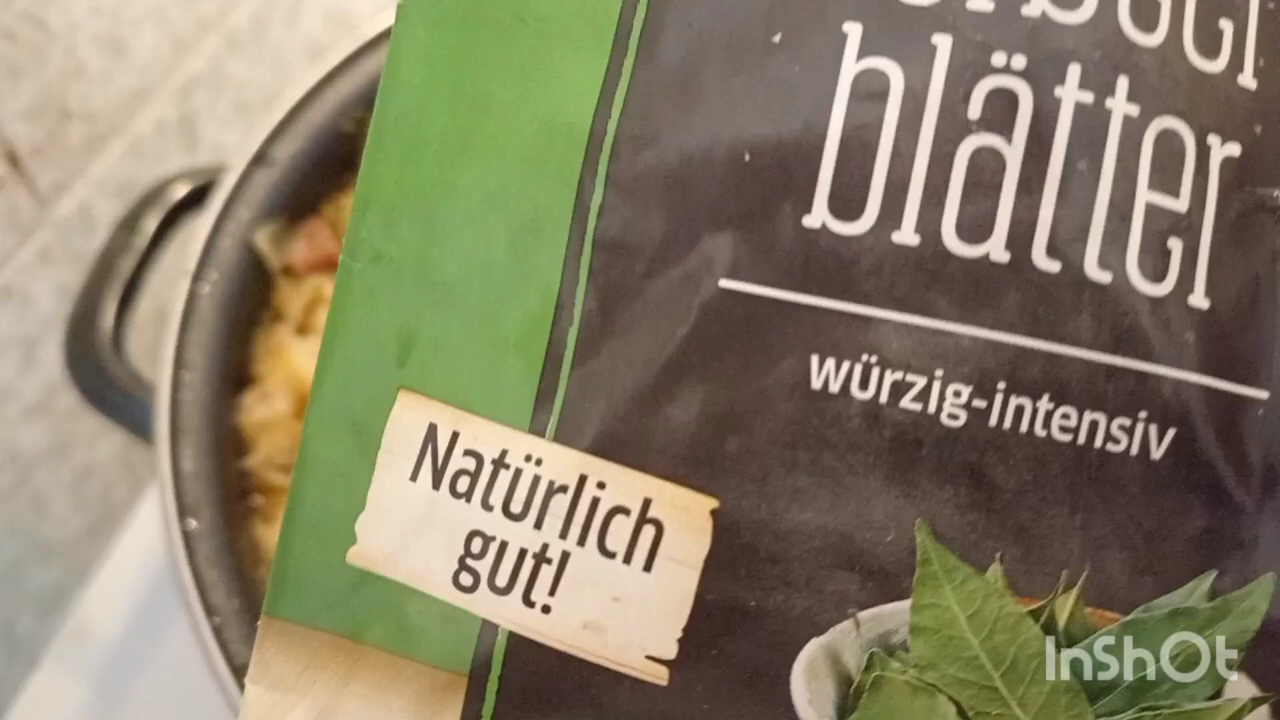 blätter
würzig-intensiv
Natürlich
gut!
InShOt